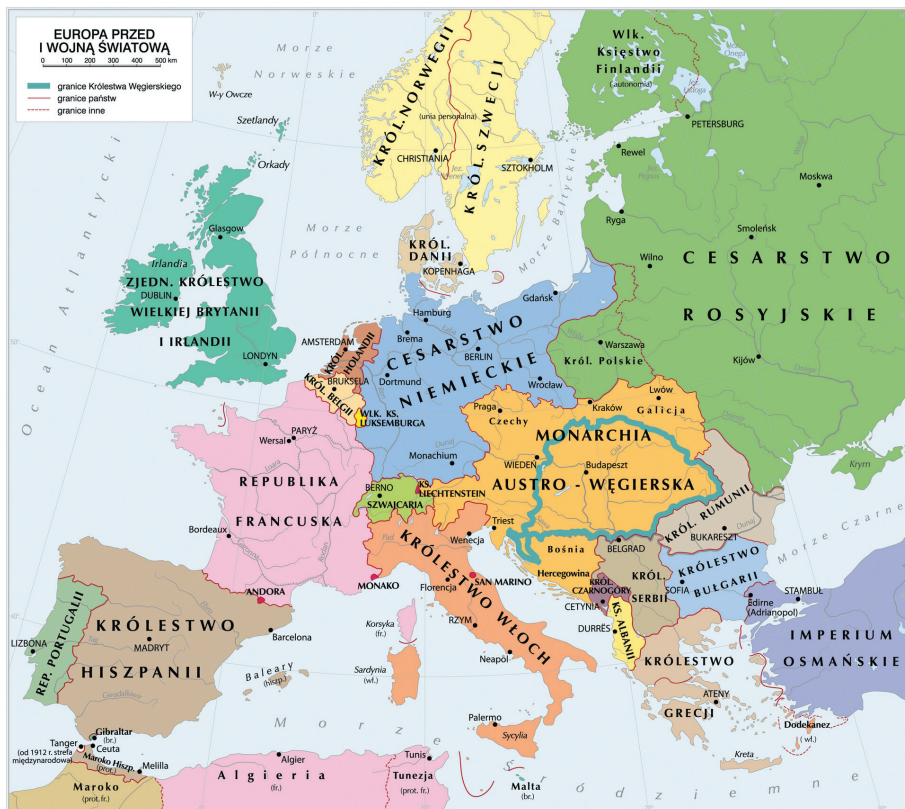 EUROPA PRZED
I WOJNĄ ŚWIATOWĄ
0 100 200 300 400 500 km
granice Królestwa Węgierskiego
granice państw
granice inne
Morze
Norweskie
W-y Owcze
Szetlandy
Orkady
Ocean Atlantycki
Morze
Północne
Morze Bałtyckie
KRÓL. NORWEGII
(unia personalna)
KRÓL. SZWECJI
CHRISTIANIA
SZTOKHOLM
Wlk.
Księstwo
Finlandii
(autonomia)
PETERSBURG
Rewel
Ryga
Moskwa
Smoleńsk
Wilno
CESARSTWO
ROSYJSKIE
Kijów
Warszawa
Król. Polskie
Glasgow
Irlandia
ZJEDN. KRÓLESTWO
DUBLIN
WIELKIEJ BRYTANII
I IRLANDII
LONDYN
KRÓL.
DANII
KOPENHAGA
Gdańsk
Hamburg
Brema
CESARSTWO
BERLIN
NIEMIECKIE
Dortmund
Wrocław
Monachium
AMSTERDAM
KRÓL.
HOLANDII
BRUKSELA
KRÓL. BELGII
WLK. KS.
LUKSEMBURGA
PARYŻ
Wersal
REPUBLIKA
FRANCUSKA
Bordeaux
Loara
Garonna
Rodan
BERNO
SZWAJCARIA
KS.
LIECHTENSTEIN
Praga
Czechy
Kraków
Lwów
Galicja
MONARCHIA
WIEDEŃ
Budapeszt
AUSTRO - WĘGIERSKA
Dunaj
Triest
Bośnia
Hercegowina
Wenecja
Pad
KRÓLESTWO WŁOCH
MONAKO
SAN MARINO
Florencja
RZYM
Neapol
Korsyka
(fr.)
Sardynia
(wł.)
Palermo
Sycylia
BELGRAD
KRÓL.
SERBII
KRÓL.
CZARNOGÓRY
CETYNIA
KS. ALBANII
DURRËS
KRÓL. RUMUNII
BUKARESZT
Dunaj
KRÓLESTWO
BUŁGARII
SOFIA
Edirne
(Adrianopol)
STAMBUŁ
IMPERIUM
OSMAŃSKIE
Krym
Morze Czarne
KRÓLESTWO
GRECJI
ATENY
Kreta
Dodekanez
(wł.)
ANDORA
KRÓLESTWO
HISZPANII
MADRYT
Barcelona
Baleary
(hiszp.)
Ebro
Tag
LIZBONA
REP. PORTUGALII
Gibraltar
(br.)
Tanger
(od 1912 r. strefa
międzynarodowa)
Ceuta
Maroko Hiszp.
(prot.)
Melilla
Maroko
(prot. fr.)
Algier
Algieria
(fr.)
Tunis
Tunezja
(prot. fr.)
Malta
(br.)
Morze Śródziemne